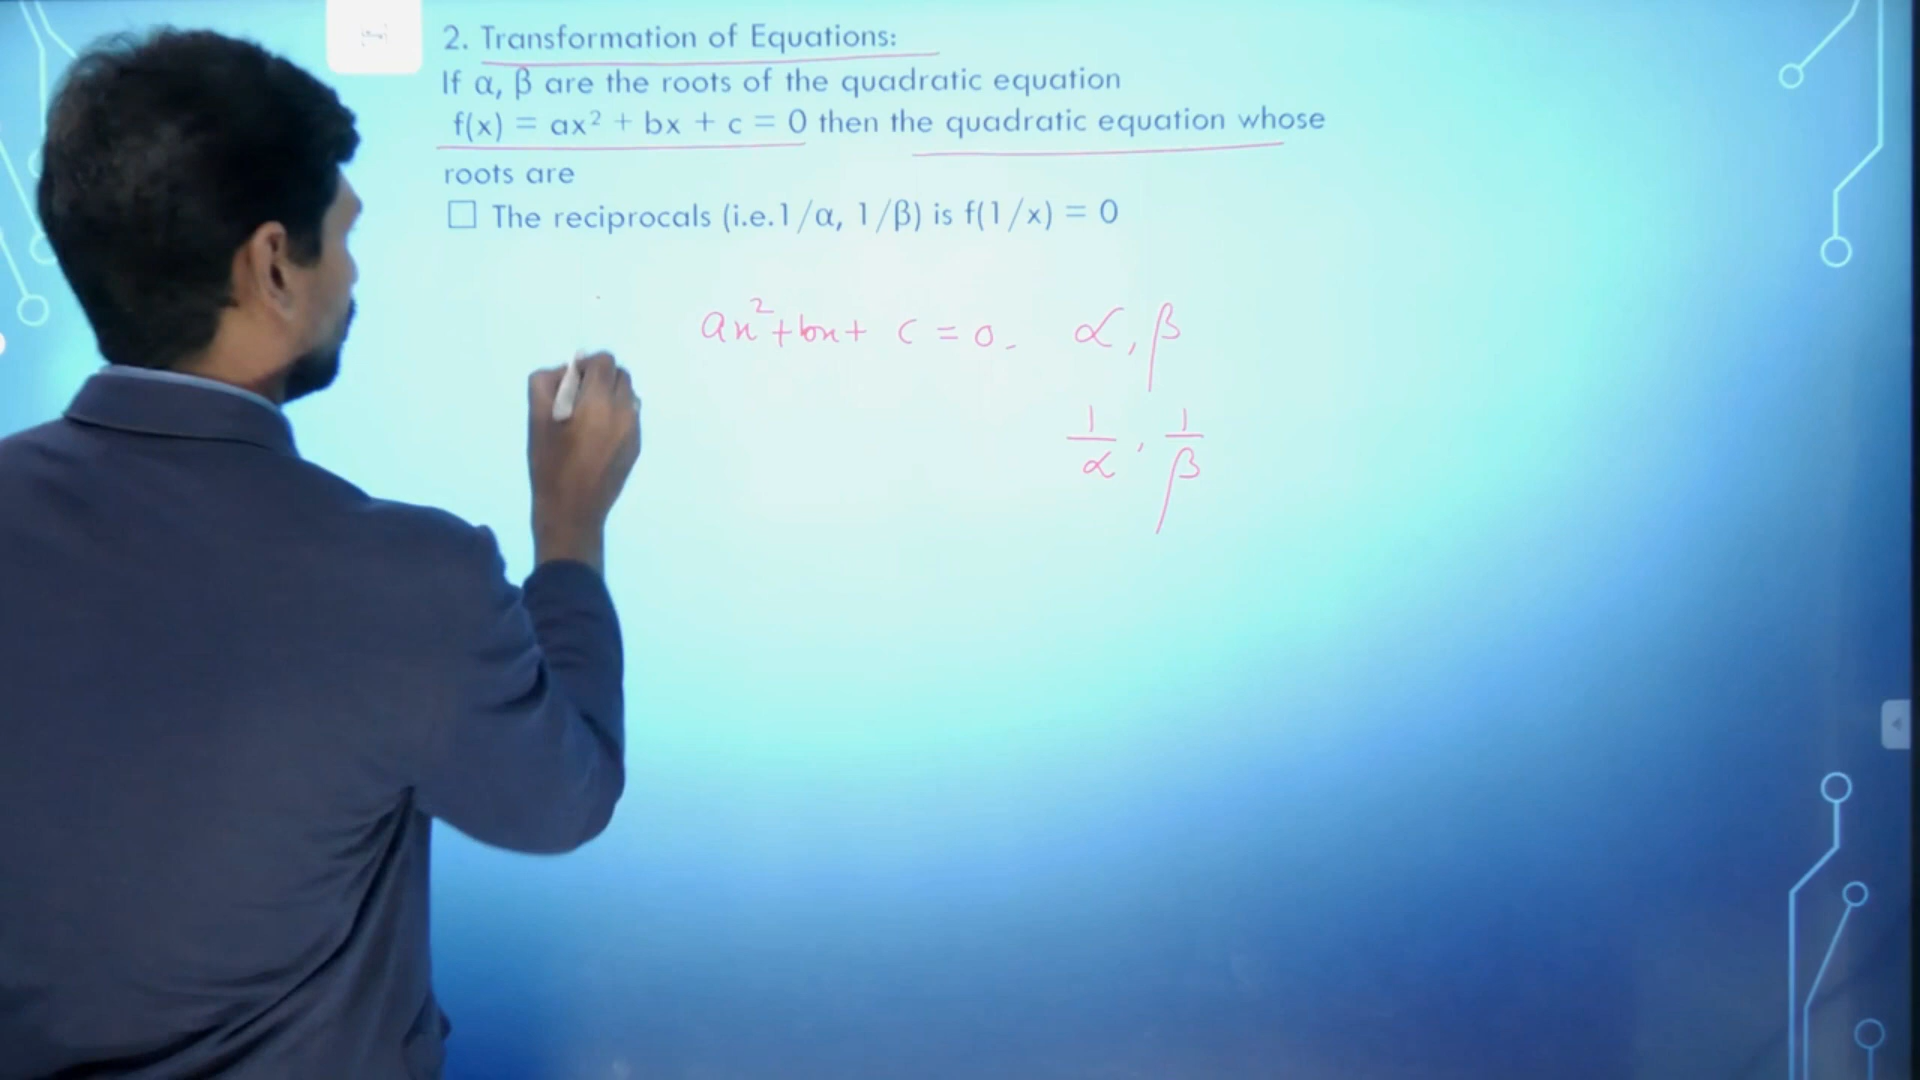 2. Transformation of Equations:
If α, β are the roots of the quadratic equation
f(x) = ax² + bx + c = 0 then the quadratic equation whose
roots are
☐ The reciprocals (i.e.1/α, 1/β) is f(1/x) = 0
ax²+bx+ c = 0. α, β
1/α, 1/β